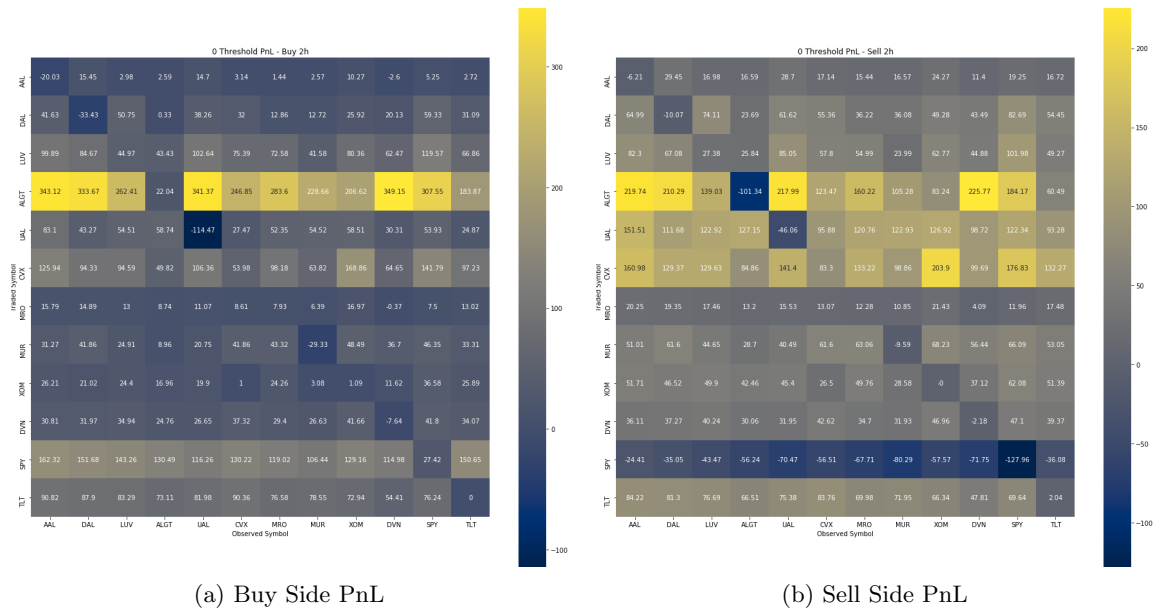 0 Threshold PnL - Buy 2h
AAL -20.03 15.45 2.98 2.59 14.7 3.14 1.44 2.57 10.27 -2.6 5.25 2.72
DAL 41.63 -33.43 50.75 0.33 38.26 32 12.86 12.72 25.92 20.13 59.33 31.09
LUV 99.89 84.67 44.97 43.43 102.64 75.39 72.58 41.58 80.36 62.47 119.57 66.86
ALGT 343.12 333.67 262.41 22.04 341.37 246.85 283.6 228.66 206.62 349.15 307.55 183.87
UAL 83.1 43.27 54.51 58.74 -114.47 27.47 52.35 54.52 58.51 30.31 53.93 24.87
CVX 125.94 94.33 94.59 49.82 106.36 53.98 98.18 63.82 168.86 64.65 141.79 97.23
MRO 15.79 14.89 13 8.74 11.07 8.61 7.93 6.39 16.97 -0.37 7.5 13.02
MUR 31.27 41.86 24.91 8.96 20.75 41.86 43.32 -29.33 48.49 36.7 46.35 33.31
XOM 26.21 21.02 24.4 16.96 19.9 1 24.26 3.08 1.09 11.62 36.58 25.89
DVN 30.81 31.97 34.94 24.76 26.65 37.32 29.4 26.63 41.66 -7.64 41.8 34.07
SPY 162.32 151.68 143.26 130.49 116.26 130.22 119.02 106.44 129.16 114.98 27.42 150.65
TLT 90.82 87.9 83.29 73.11 81.98 90.36 76.58 78.55 72.94 54.41 76.24 0
AAL DAL LUV ALGT UAL CVX MRO MUR XOM DVN SPY TLT
Observed Symbol
Traded Symbol
300
200
100
0
−100
(a) Buy Side PnL
0 Threshold PnL - Sell 2h
AAL -6.21 29.45 16.98 16.59 28.7 17.14 15.44 16.57 24.27 11.4 19.25 16.72
DAL 64.99 -10.07 74.11 23.69 61.62 55.36 36.22 36.08 49.28 43.49 82.69 54.45
LUV 82.3 67.08 27.38 25.84 85.05 57.8 54.99 23.99 62.77 44.88 101.98 49.27
ALGT 219.74 210.29 139.03 -101.34 217.99 123.47 160.22 105.28 83.24 225.77 184.17 60.49
UAL 151.51 111.68 122.92 127.15 -46.06 95.88 120.76 122.93 126.92 98.72 122.34 93.28
CVX 160.98 129.37 129.63 84.86 141.4 83.3 133.22 98.86 203.9 99.69 176.83 132.27
MRO 20.25 19.35 17.46 13.2 15.53 13.07 12.28 10.85 21.43 4.09 11.96 17.48
MUR 51.01 61.6 44.65 28.7 40.49 61.6 63.06 -9.59 68.23 56.44 66.09 53.05
XOM 51.71 46.52 49.9 42.46 45.4 26.5 49.76 28.58 -0 37.12 62.08 51.39
DVN 36.11 37.27 40.24 30.06 31.95 42.62 34.7 31.93 46.96 -2.18 47.1 39.37
SPY -24.41 -35.05 -43.47 -56.24 -70.47 -56.51 -67.71 -80.29 -57.57 -71.75 -127.96 -36.08
TLT 84.22 81.3 76.69 66.51 75.38 83.76 69.98 71.95 66.34 47.81 69.64 2.04
AAL DAL LUV ALGT UAL CVX MRO MUR XOM DVN SPY TLT
Observed Symbol
Traded Symbol
200
150
100
50
0
−50
−100
(b) Sell Side PnL